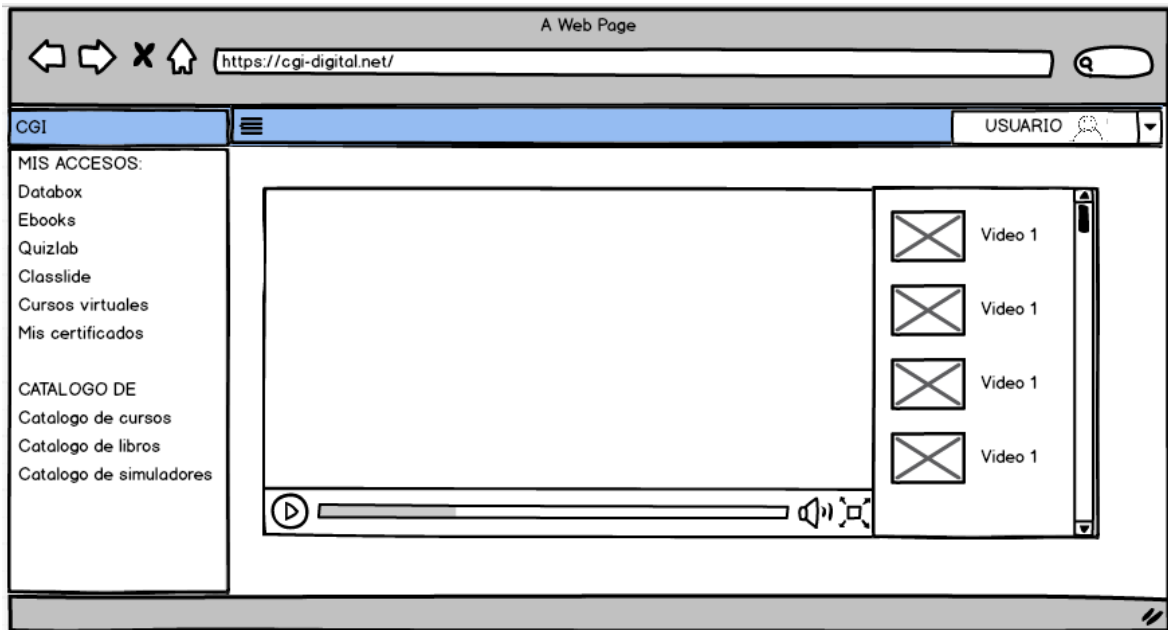 A Web Page
https://cgi-digital.net/
CGI
USUARIO
MIS ACCESOS:
Databox
Ebooks
Quizlab
Classlide
Cursos virtuales
Mis certificados
CATALOGO DE
Catalogo de cursos
Catalogo de libros
Catalogo de simuladores
Video 1
Video 1
Video 1
Video 1